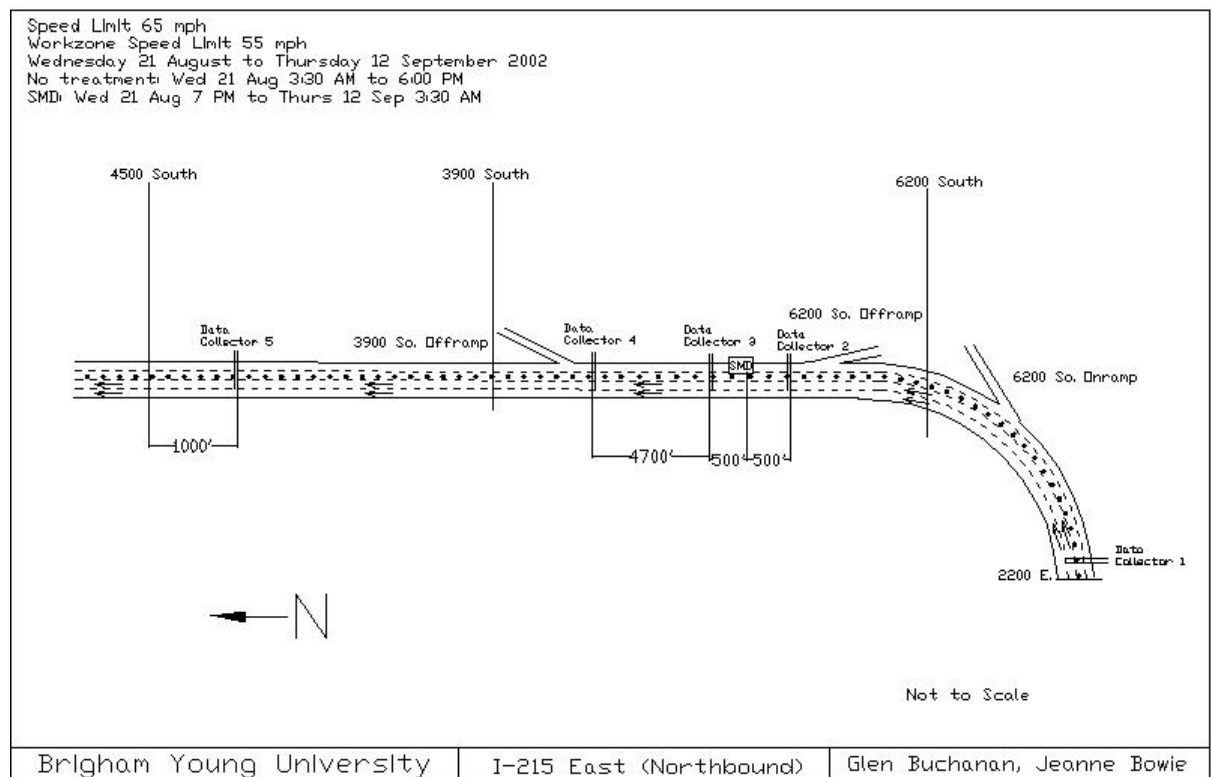 Speed Limit 65 mph
Workzone Speed Limit 55 mph
Wednesday 21 August to Thursday 12 September 2002
No treatment: Wed 21 Aug 3:30 AM to 6:00 PM
SMD: Wed 21 Aug 7 PM to Thurs 12 Sep 3:30 AM
4500 South
3900 South
6200 South
6200 So. Offramp
Data
Collector 5
3900 So. Offramp
Data
Collector 4
Data
Collector 3
Data
Collector 2
SMD
6200 So. Onramp
1000'
4700'
500'
500'
Data
Collector 1
2200 E.
N
Not to Scale
Brigham Young University
I-215 East (Northbound)
Glen Buchanan, Jeanne Bowie